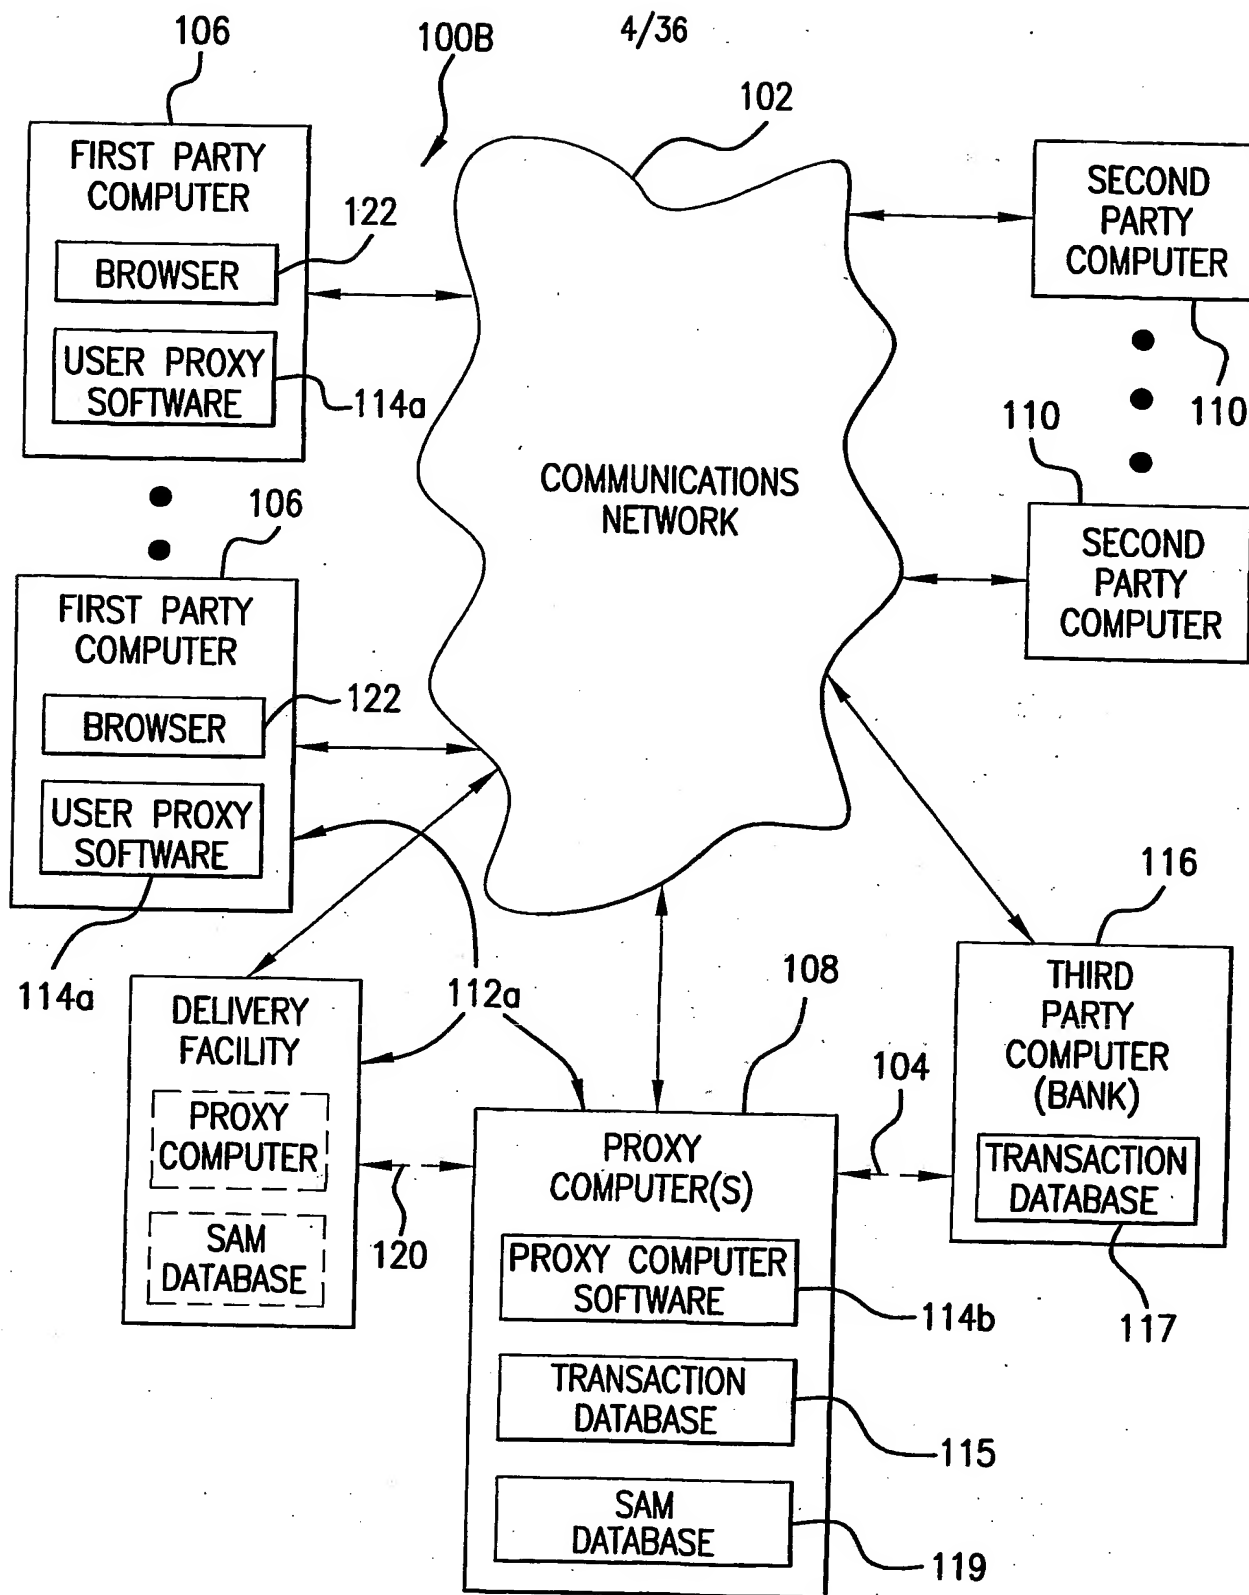 4/36
106
100B
102
FIRST PARTY
COMPUTER
122
BROWSER
USER PROXY
SOFTWARE
114a
SECOND
PARTY
COMPUTER
110
COMMUNICATIONS
NETWORK
106
FIRST PARTY
COMPUTER
122
BROWSER
USER PROXY
SOFTWARE
114a
110
SECOND
PARTY
COMPUTER
116
THIRD
PARTY
COMPUTER
(BANK)
TRANSACTION
DATABASE
117
DELIVERY
FACILITY
PROXY
COMPUTER
SAM
DATABASE
112a
108
104
120
PROXY
COMPUTER(S)
PROXY COMPUTER
SOFTWARE
114b
TRANSACTION
DATABASE
115
SAM
DATABASE
119